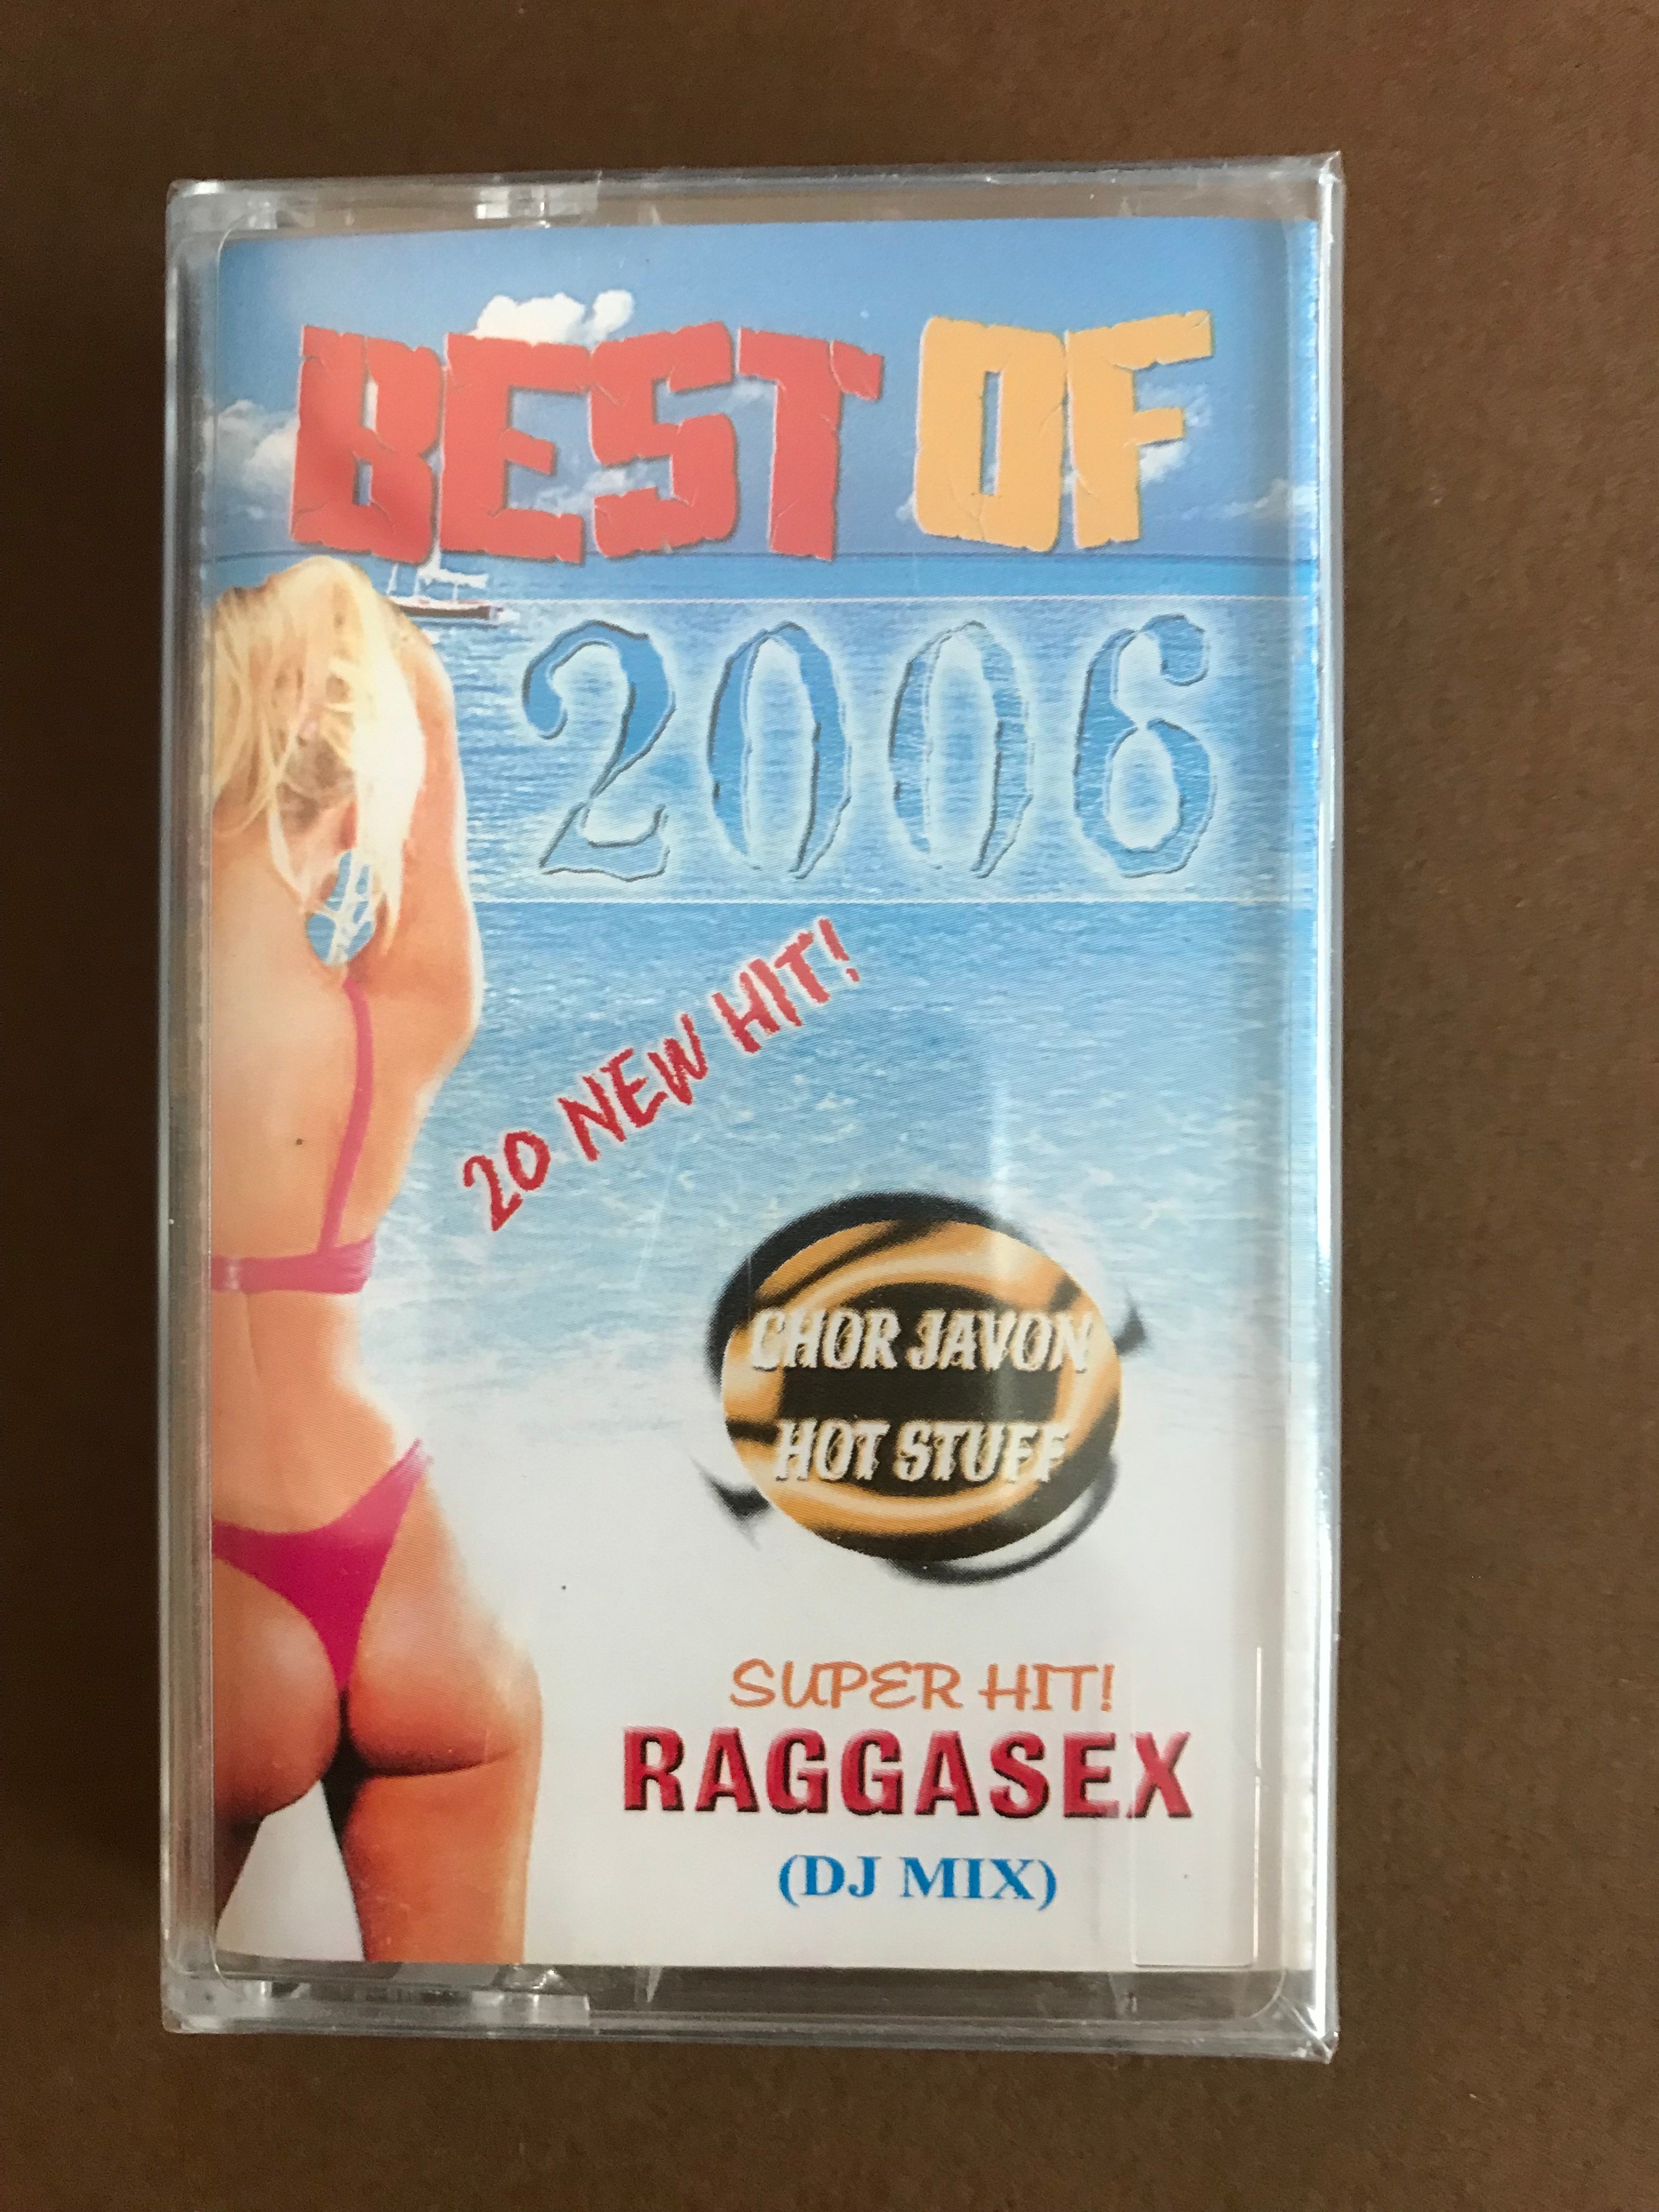 BEST OF
2006
20 NEW HIT!
CHOR JAVON
HOT STUFF
SUPER HIT!
RAGGASEX
(DJ MIX)